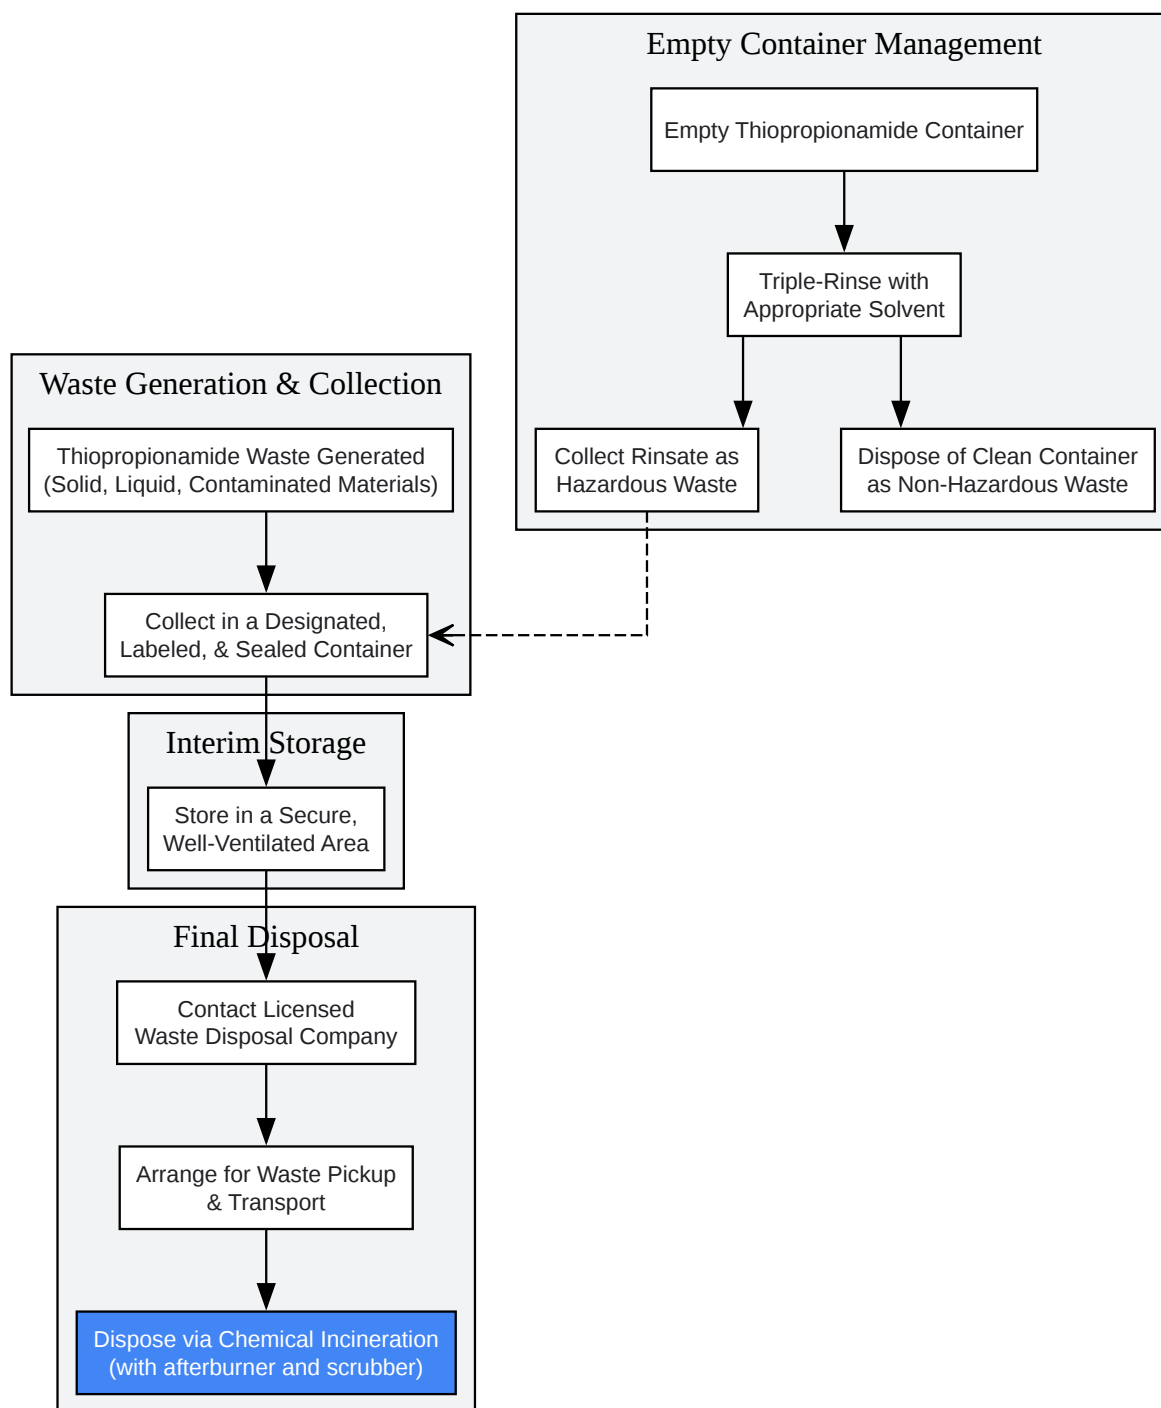 Empty Container Management
Empty Thiopropionamide Container
Triple-Rinse with
Appropriate Solvent
Collect Rinsate as
Hazardous Waste
Dispose of Clean Container
as Non-Hazardous Waste
Waste Generation & Collection
Thiopropionamide Waste Generated
(Solid, Liquid, Contaminated Materials)
Collect in a Designated,
Labeled, & Sealed Container
Interim Storage
Store in a Secure,
Well-Ventilated Area
Final Disposal
Contact Licensed
Waste Disposal Company
Arrange for Waste Pickup
& Transport
Dispose via Chemical Incineration
(with afterburner and scrubber)